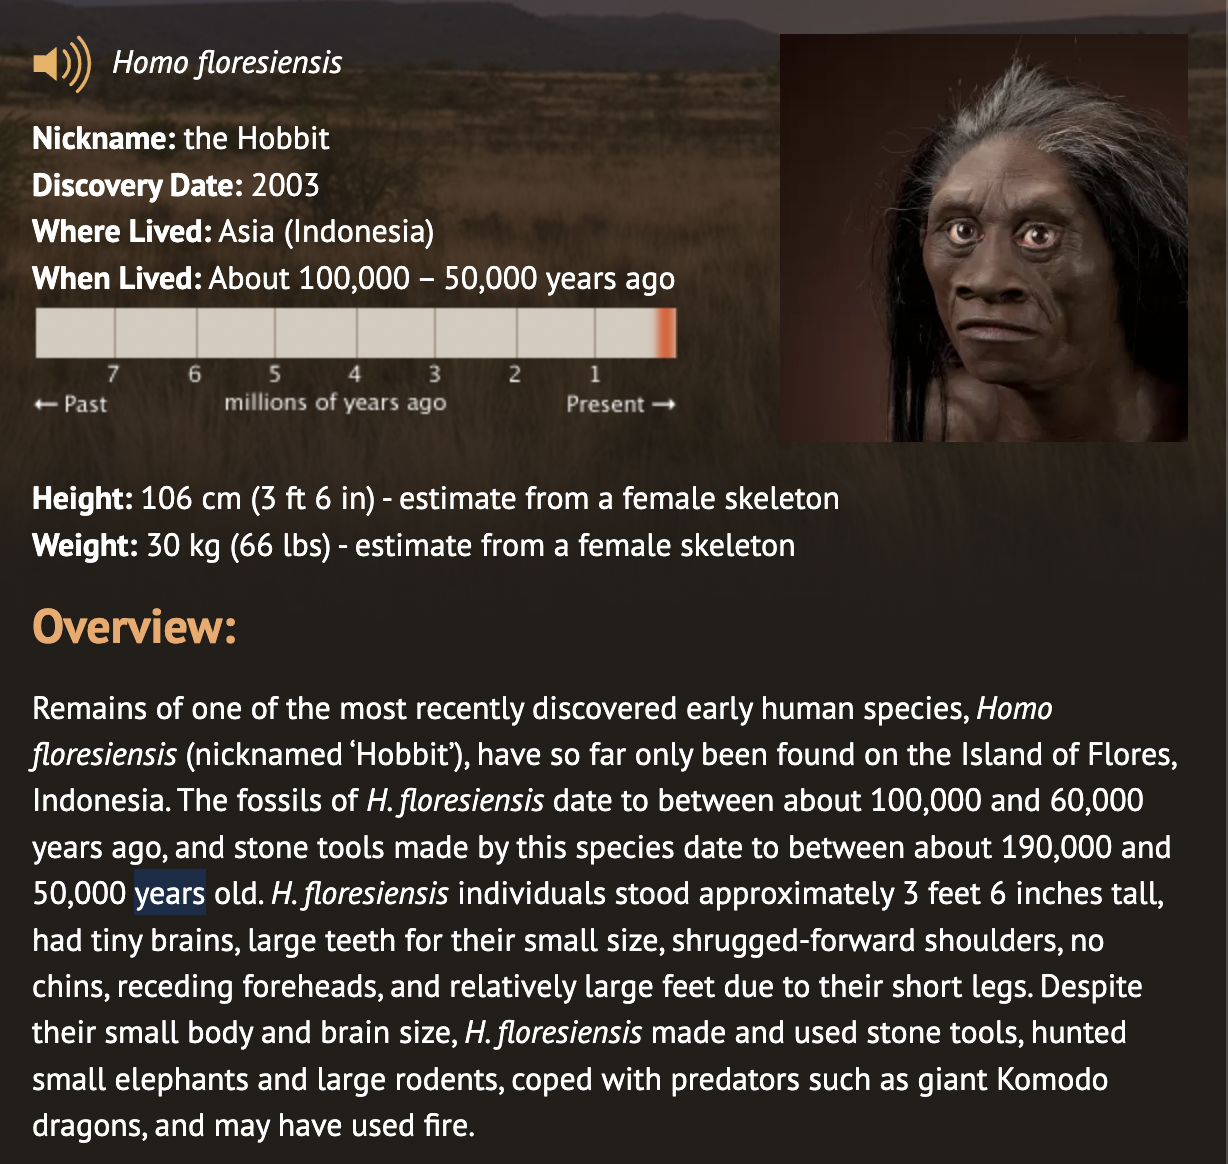 Homo floresiensis
Nickname: the Hobbit
Discovery Date: 2003
Where Lived: Asia (Indonesia)
When Lived: About 100,000 – 50,000 years ago
7 6 5 4 3 2 1
← Past millions of years ago Present →
Height: 106 cm (3 ft 6 in) - estimate from a female skeleton
Weight: 30 kg (66 lbs) - estimate from a female skeleton
Overview:
Remains of one of the most recently discovered early human species, Homo
floresiensis (nicknamed ‘Hobbit’), have so far only been found on the Island of Flores,
Indonesia. The fossils of H. floresiensis date to between about 100,000 and 60,000
years ago, and stone tools made by this species date to between about 190,000 and
50,000 years old. H. floresiensis individuals stood approximately 3 feet 6 inches tall,
had tiny brains, large teeth for their small size, shrugged-forward shoulders, no
chins, receding foreheads, and relatively large feet due to their short legs. Despite
their small body and brain size, H. floresiensis made and used stone tools, hunted
small elephants and large rodents, coped with predators such as giant Komodo
dragons, and may have used fire.